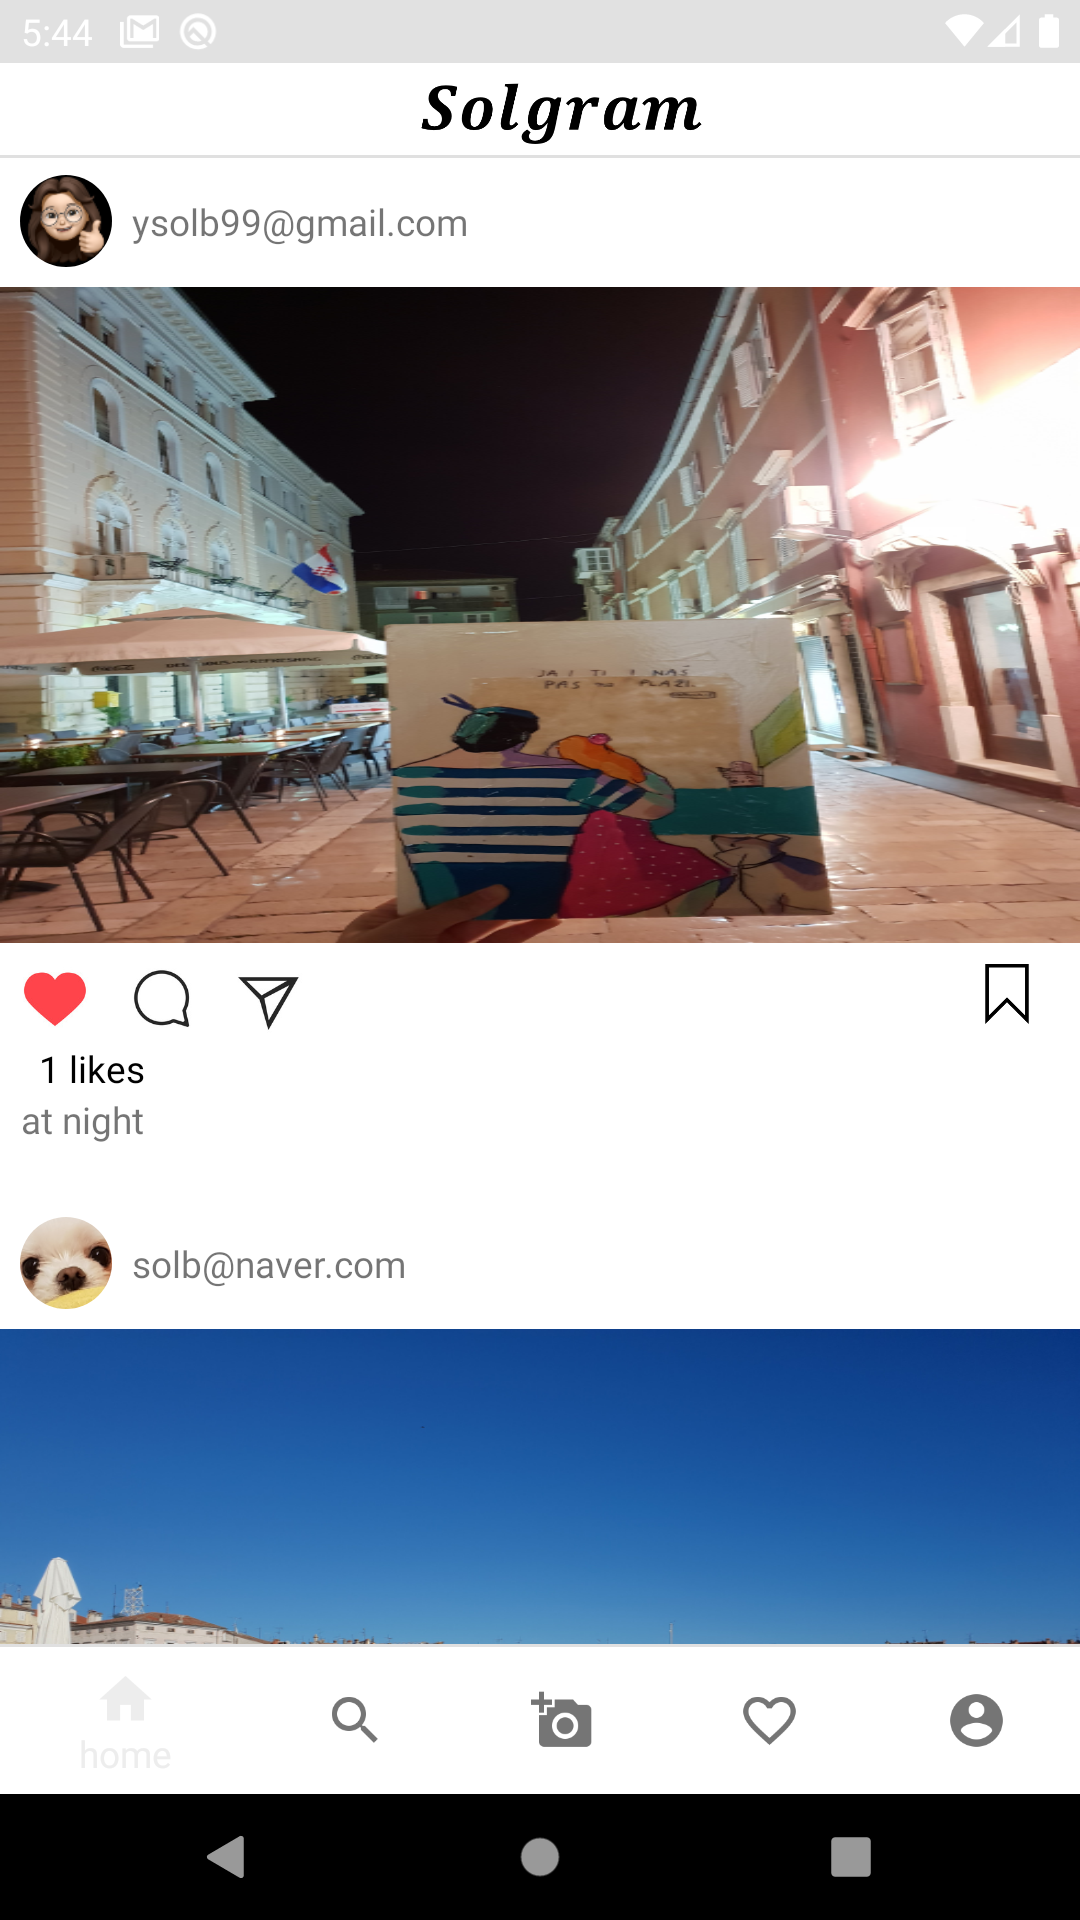 5:44
Solgram
ysolb99@gmail.com
JA I TI I NAŠ
PAS NA PLAŽI.
1 likes
at night
solb@naver.com
home